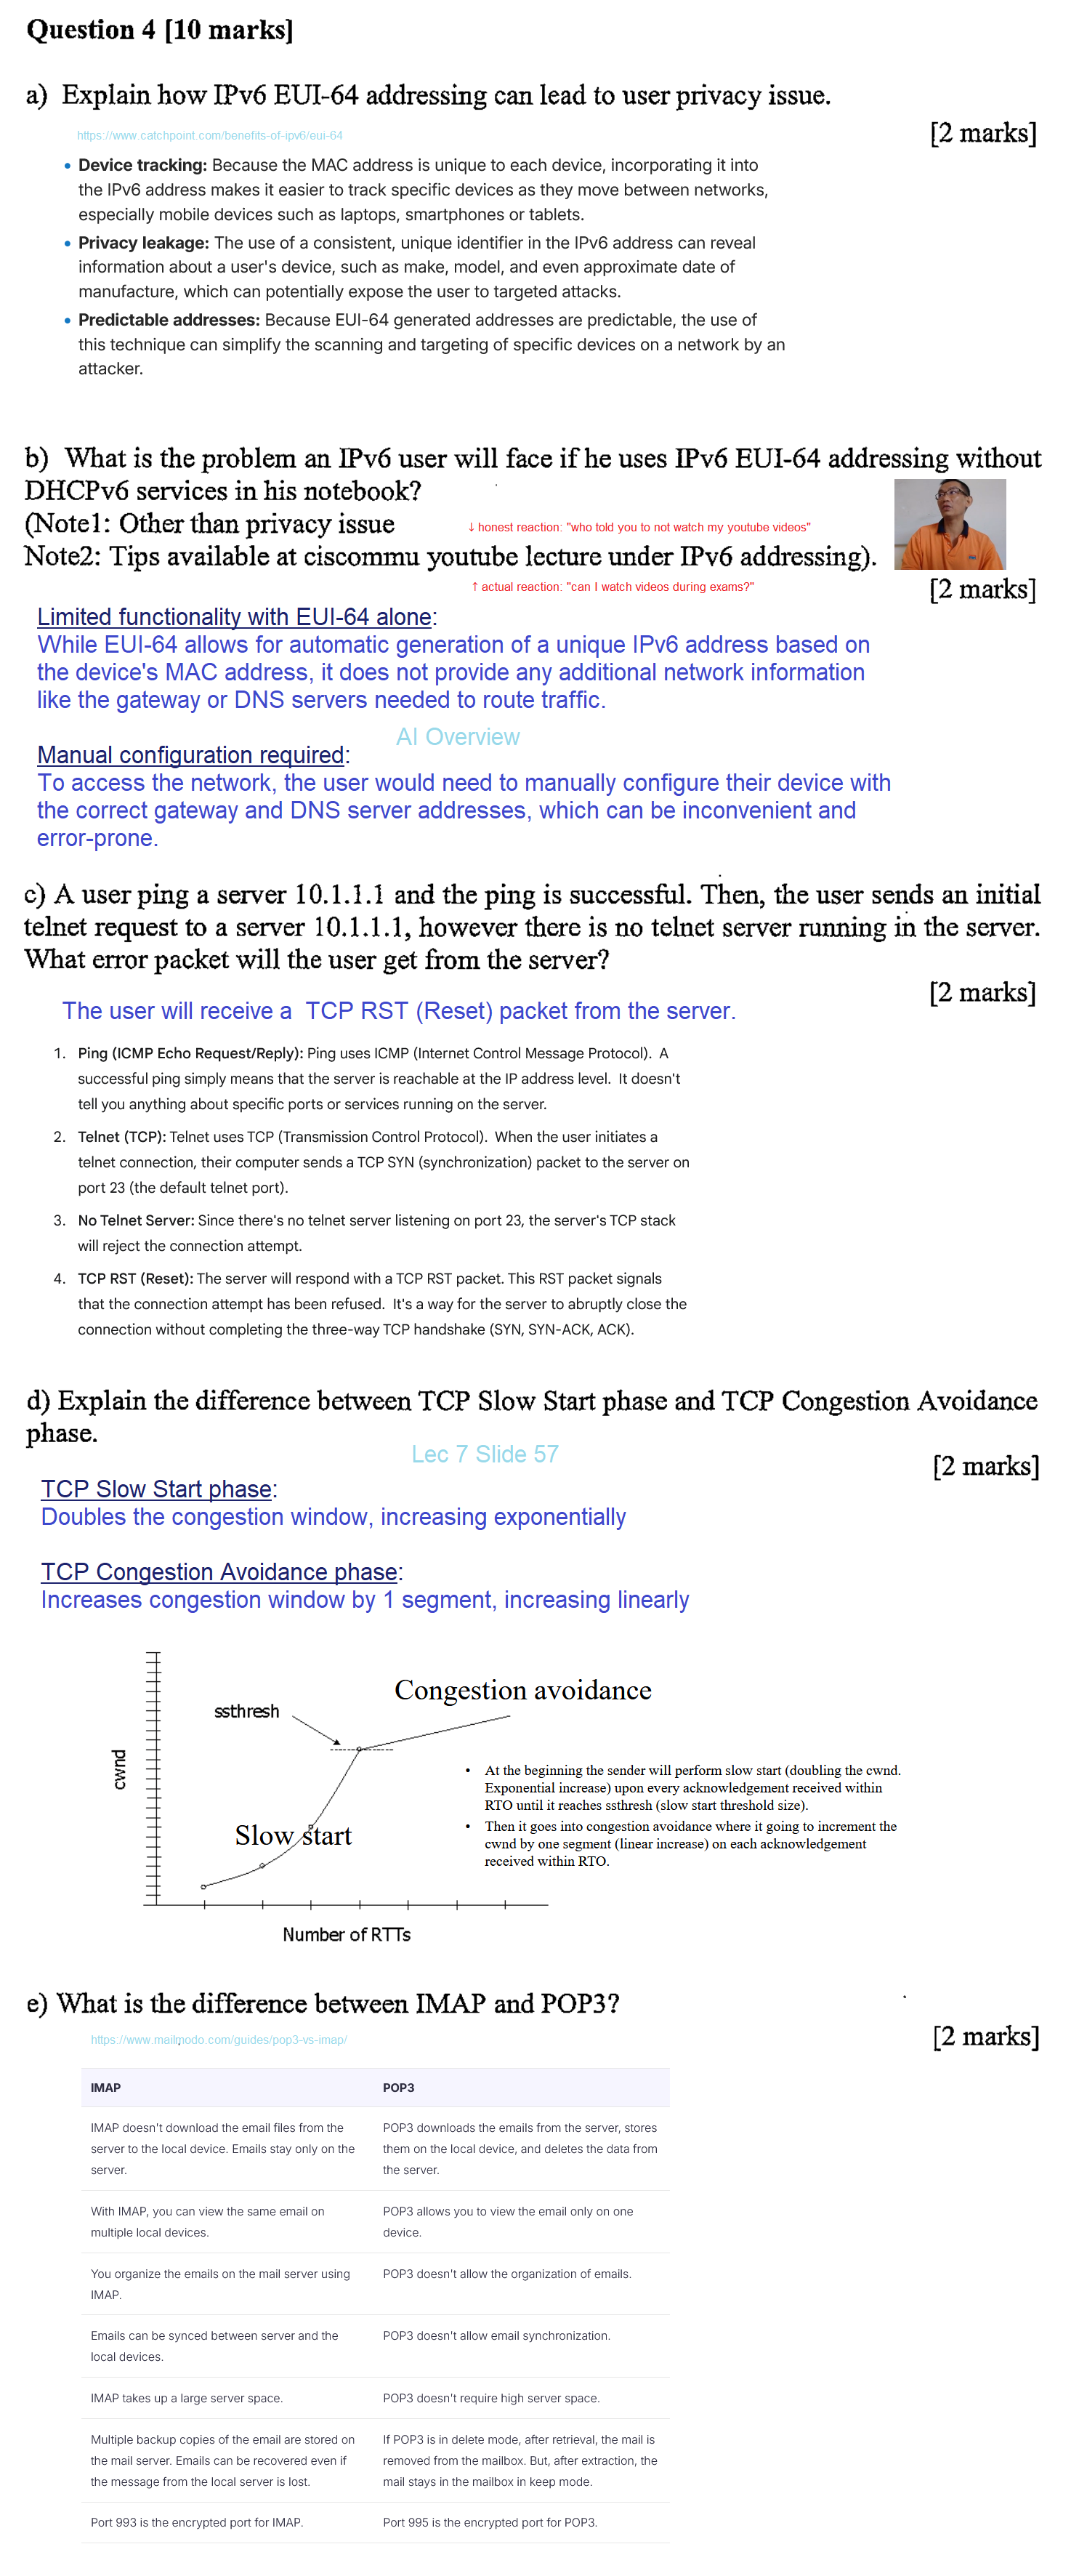 Question 4 [10 marks]
a) Explain how IPv6 EUI-64 addressing can lead to user privacy issue.
[2 marks]
https://www.catchpoint.com/benefits-of-ipv6/eui-64
• Device tracking: Because the MAC address is unique to each device, incorporating it into
the IPv6 address makes it easier to track specific devices as they move between networks,
especially mobile devices such as laptops, smartphones or tablets.
• Privacy leakage: The use of a consistent, unique identifier in the IPv6 address can reveal
information about a user's device, such as make, model, and even approximate date of
manufacture, which can potentially expose the user to targeted attacks.
• Predictable addresses: Because EUI-64 generated addresses are predictable, the use of
this technique can simplify the scanning and targeting of specific devices on a network by an
attacker.
b) What is the problem an IPv6 user will face if he uses IPv6 EUI-64 addressing without
DHCPv6 services in his notebook?
(Note1: Other than privacy issue
↓ honest reaction: "who told you to not watch my youtube videos"
Note2: Tips available at ciscommu youtube lecture under IPv6 addressing).
↑ actual reaction: "can I watch videos during exams?"
[2 marks]
Limited functionality with EUI-64 alone:
While EUI-64 allows for automatic generation of a unique IPv6 address based on
the device's MAC address, it does not provide any additional network information
like the gateway or DNS servers needed to route traffic.
AI Overview
Manual configuration required:
To access the network, the user would need to manually configure their device with
the correct gateway and DNS server addresses, which can be inconvenient and
error-prone.
c) A user ping a server 10.1.1.1 and the ping is successful. Then, the user sends an initial
telnet request to a server 10.1.1.1, however there is no telnet server running in the server.
What error packet will the user get from the server?
[2 marks]
The user will receive a TCP RST (Reset) packet from the server.
1. Ping (ICMP Echo Request/Reply): Ping uses ICMP (Internet Control Message Protocol). A
successful ping simply means that the server is reachable at the IP address level. It doesn't
tell you anything about specific ports or services running on the server.
2. Telnet (TCP): Telnet uses TCP (Transmission Control Protocol). When the user initiates a
telnet connection, their computer sends a TCP SYN (synchronization) packet to the server on
port 23 (the default telnet port).
3. No Telnet Server: Since there's no telnet server listening on port 23, the server's TCP stack
will reject the connection attempt.
4. TCP RST (Reset): The server will respond with a TCP RST packet. This RST packet signals
that the connection attempt has been refused. It's a way for the server to abruptly close the
connection without completing the three-way TCP handshake (SYN, SYN-ACK, ACK).
d) Explain the difference between TCP Slow Start phase and TCP Congestion Avoidance
phase.
Lec 7 Slide 57
[2 marks]
TCP Slow Start phase:
Doubles the congestion window, increasing exponentially
TCP Congestion Avoidance phase:
Increases congestion window by 1 segment, increasing linearly
Congestion avoidance
ssthresh
cwnd
• At the beginning the sender will perform slow start (doubling the cwnd.
Exponential increase) upon every acknowledgement received within
RTO until it reaches ssthresh (slow start threshold size).
• Then it goes into congestion avoidance where it going to increment the
cwnd by one segment (linear increase) on each acknowledgement
received within RTO.
Slow start
Number of RTTs
e) What is the difference between IMAP and POP3?
[2 marks]
https://www.mailmodo.com/guides/pop3-vs-imap/
IMAP
POP3
IMAP doesn't download the email files from the
server to the local device. Emails stay only on the
server.
POP3 downloads the emails from the server, stores
them on the local device, and deletes the data from
the server.
With IMAP, you can view the same email on
multiple local devices.
POP3 allows you to view the email only on one
device.
You organize the emails on the mail server using
IMAP.
POP3 doesn't allow the organization of emails.
Emails can be synced between server and the
local devices.
POP3 doesn't allow email synchronization.
IMAP takes up a large server space.
POP3 doesn't require high server space.
Multiple backup copies of the email are stored on
the mail server. Emails can be recovered even if
the message from the local server is lost.
If POP3 is in delete mode, after retrieval, the mail is
removed from the mailbox. But, after extraction, the
mail stays in the mailbox in keep mode.
Port 993 is the encrypted port for IMAP.
Port 995 is the encrypted port for POP3.